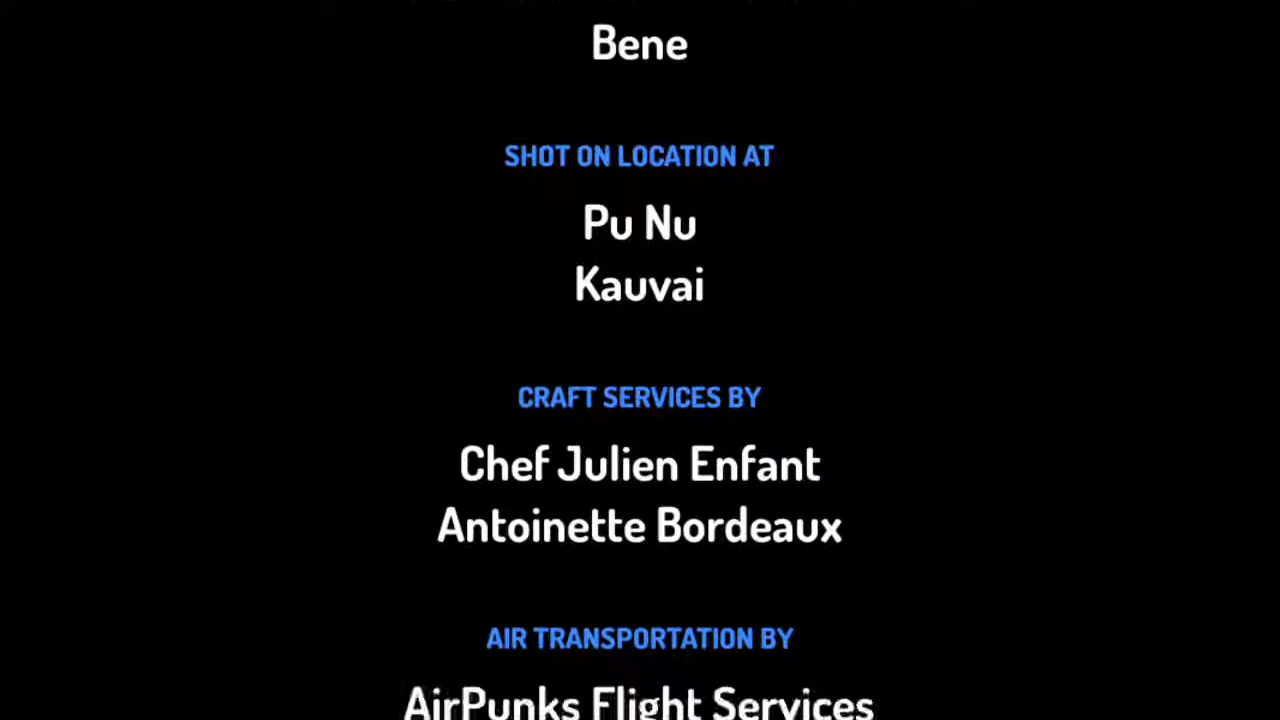 Bene
SHOT ON LOCATION AT
Pu Nu
Kauvai
CRAFT SERVICES BY
Chef Julien Enfant
Antoinette Bordeaux
AIR TRANSPORTATION BY
AirPunks Flight Services